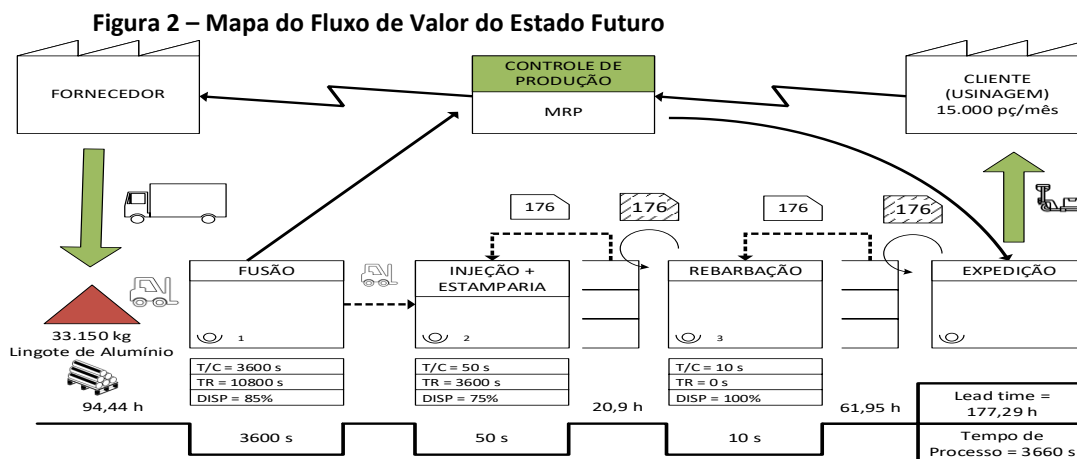 Figura 2 – Mapa do Fluxo de Valor do Estado Futuro
FORNECEDOR
CONTROLE DE
PRODUÇÃO
MRP
CLIENTE
(USINAGEM)
15.000 pç/mês
176
176
176
176
33.150 kg
Lingote de Alumínio
FUSÃO
1
INJEÇÃO +
ESTAMPARIA
2
REBARBAÇÃO
3
EXPEDIÇÃO
T/C = 3600 s
TR = 10800 s
DISP = 85%
T/C = 50 s
TR = 3600 s
DISP = 75%
T/C = 10 s
TR = 0 s
DISP = 100%
94,44 h
20,9 h
61,95 h
Lead time =
177,29 h
3600 s
50 s
10 s
Tempo de
Processo = 3660 s